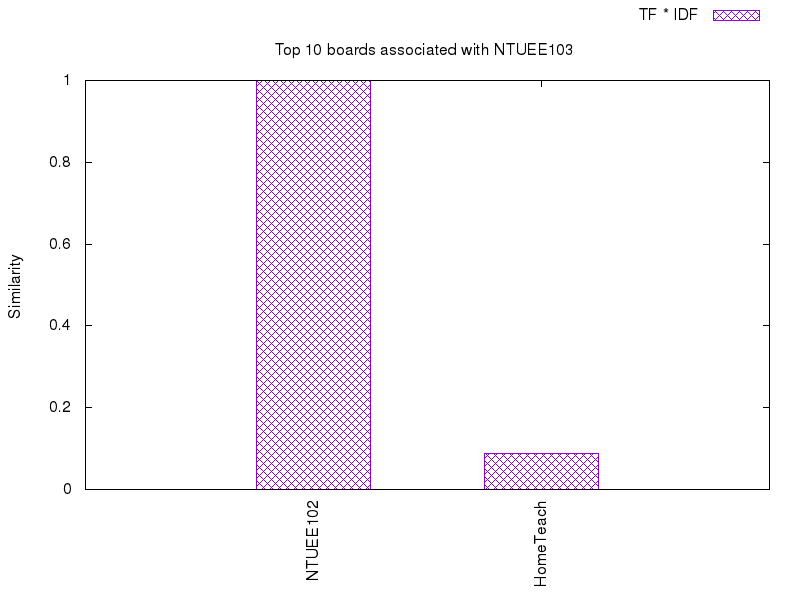 TF * IDF
Top 10 boards associated with NTUEE103
1
0.8
0.6
0.4
0.2
0
Similarity
NTUEE102
HomeTeach